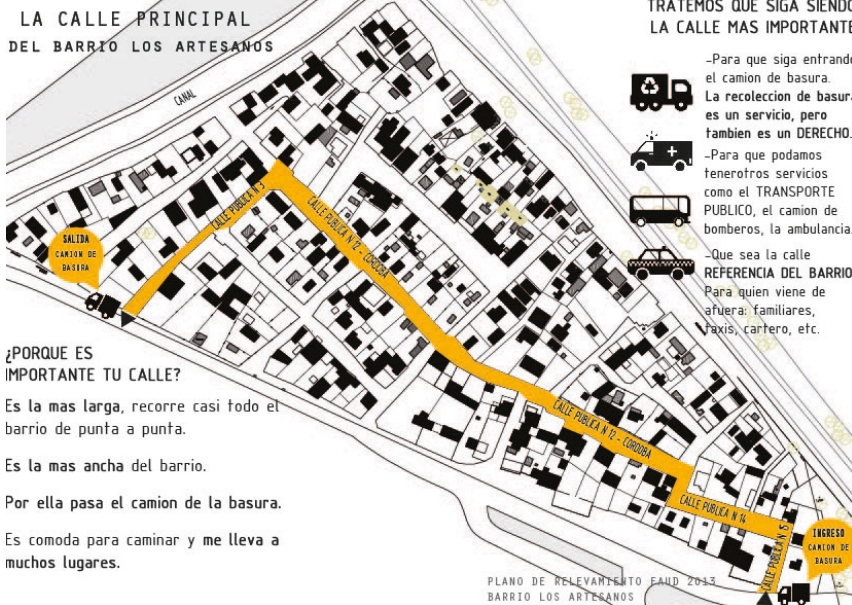 LA CALLE PRINCIPAL
DEL BARRIO LOS ARTESANOS
TRATEMOS QUE SIGA SIENDO
LA CALLE MAS IMPORTANTE
-Para que siga entrando
el camion de basura.
La recoleccion de basura
es un servicio, pero
tambien es un DERECHO.
-Para que podamos
tenerotros servicios
como el TRANSPORTE
PUBLICO, el camion de
bomberos, la ambulancia.
-Que sea la calle
REFERENCIA DEL BARRIO
Para quien viene de
afuera: familiares,
taxis, cartero, etc.
CANAL
CALLE PUBLICA N 3
CALLE PUBLICA N 12 - CORDOBA
SALIDA
CAMION DE
BASURA
¿PORQUE ES
IMPORTANTE TU CALLE?
Es la mas larga, recorre casi todo el
barrio de punta a punta.
Es la mas ancha del barrio.
Por ella pasa el camion de la basura.
Es comoda para caminar y me lleva a
muchos lugares.
CALLE PUBLICA N 12 - CORDOBA
CALLE PUBLICA N 14
CALLE PUBLICA N 15
INGRESO
CAMION DE
BASURA
PLANO DE RELEVAMIENTO FAUD 2013
BARRIO LOS ARTESANOS